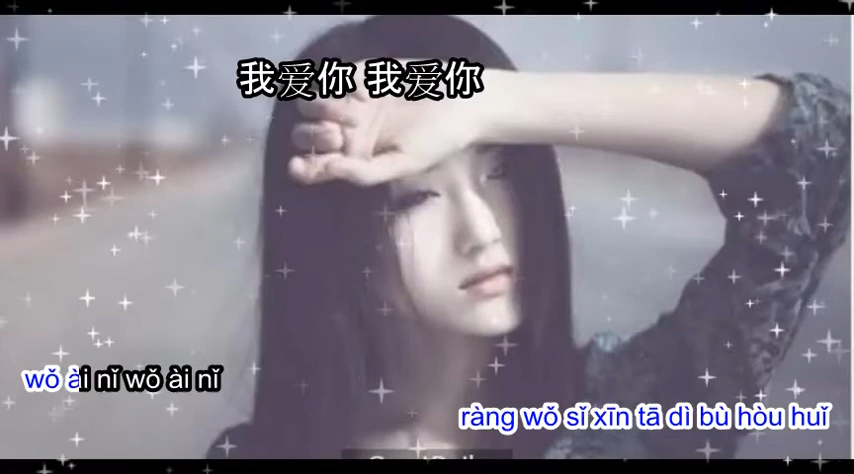 我爱你 我爱你
wǒ ài nǐ wǒ ài nǐ
ràng wǒ sǐ xīn tā dì bù hòu huǐ